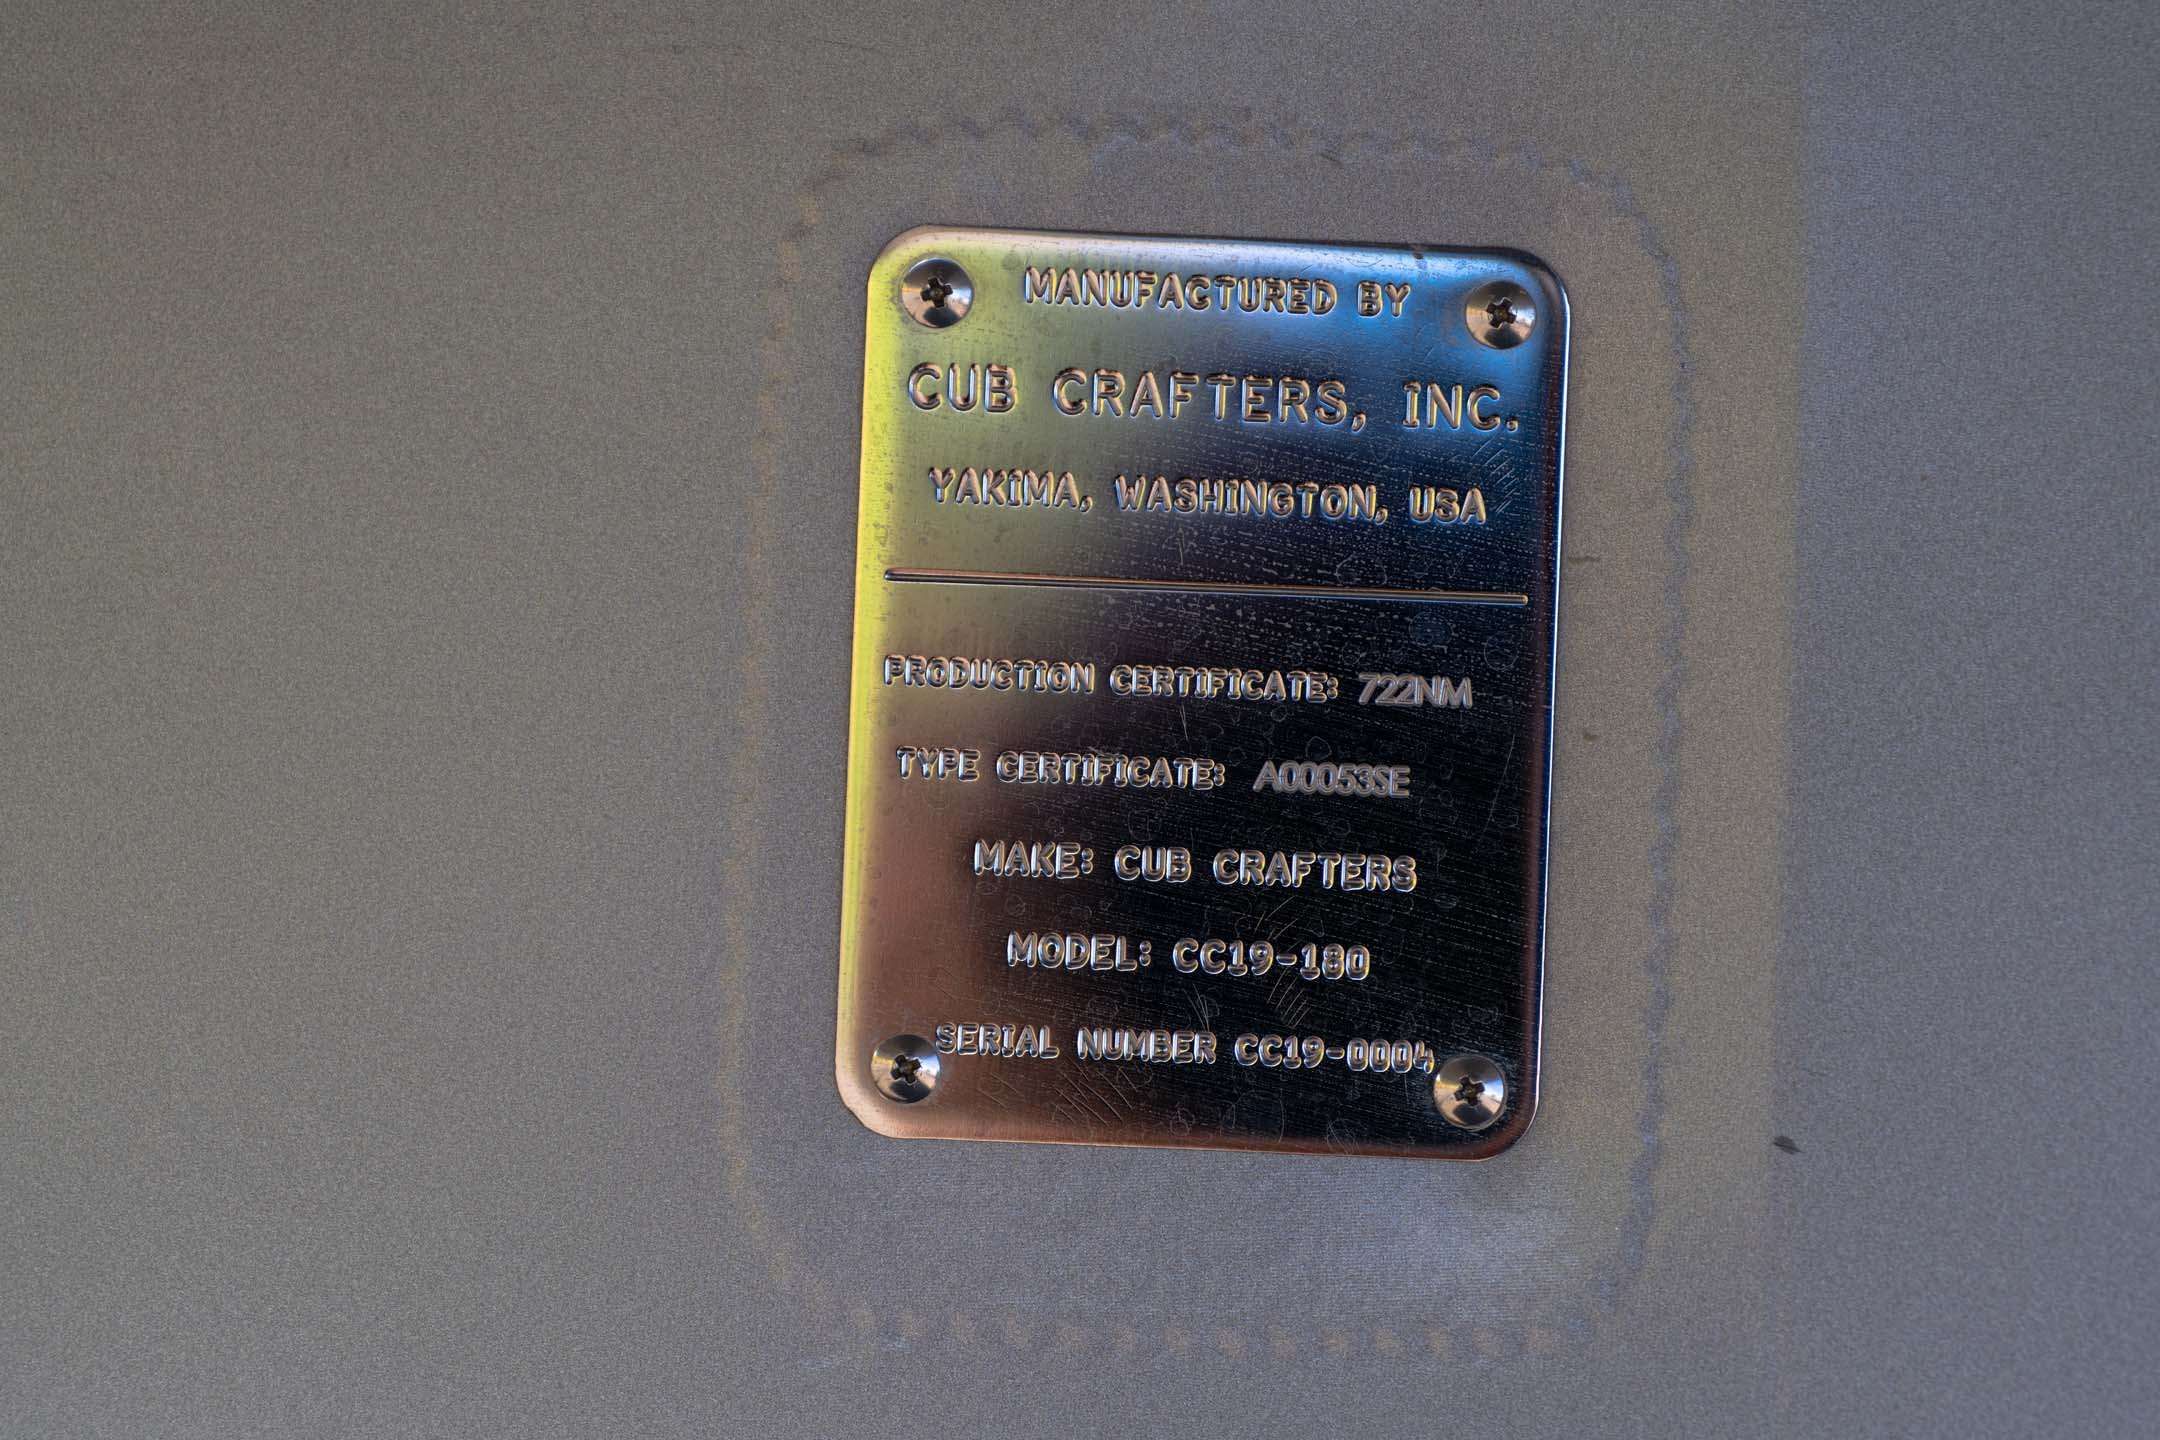 MANUFACTURED BY
CUB CRAFTERS, INC.
YAKIMA, WASHINGTON, USA
PRODUCTION CERTIFICATE: 722NM
TYPE CERTIFICATE: A00053SE
MAKE: CUB CRAFTERS
MODEL: CC19-180
SERIAL NUMBER CC19-0004